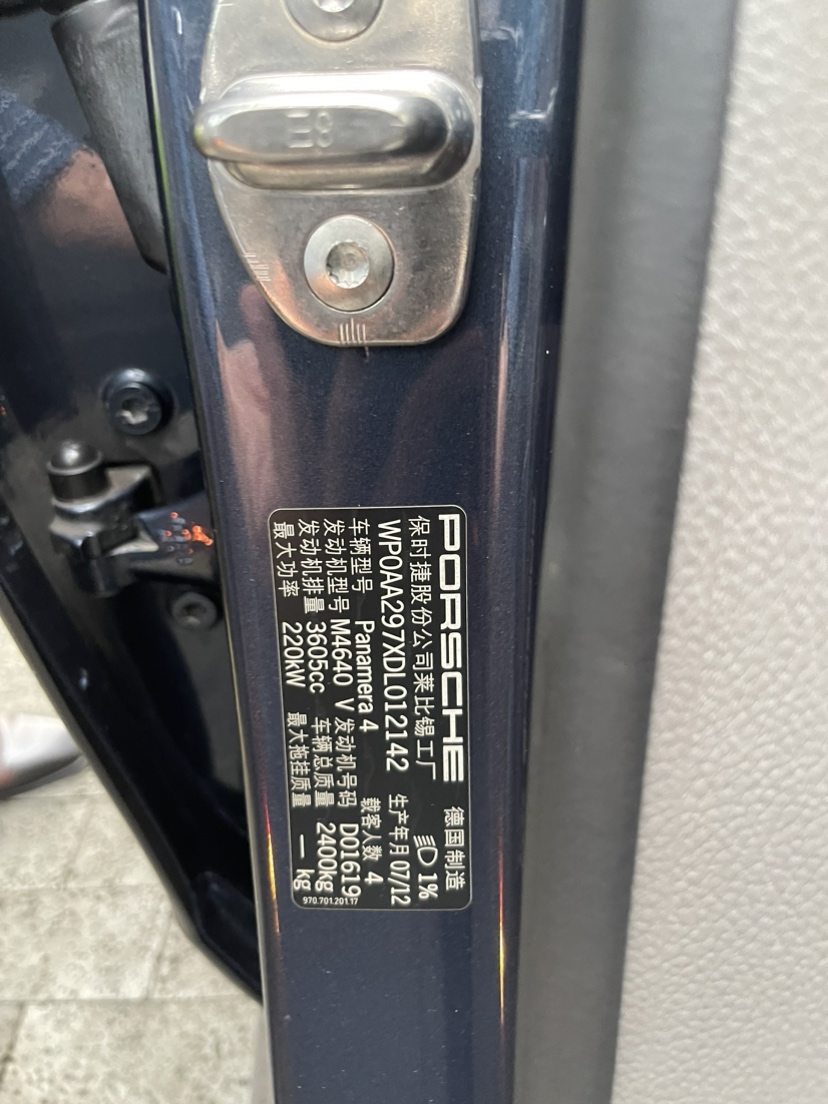 E8
PORSCHE 德国制造
保时捷股份公司莱比锡工厂 1%
WP0AA297XDL012142 生产年月 07/12
车辆型号 Panamera 4 载客人数 4
发动机型号 M4640 V 发动机号码 D01619
发动机排量 3605cc 车辆总质量 2400kg
最大功率 220kW 最大拖挂质量 — kg
970.701.201.17